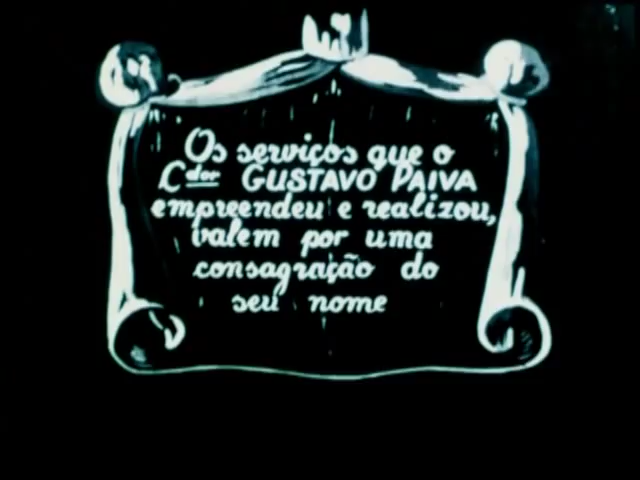 Os serviços que o
Cdor GUSTAVO PAIVA
empreendeu e realizou,
valem por uma
consagração do
seu nome